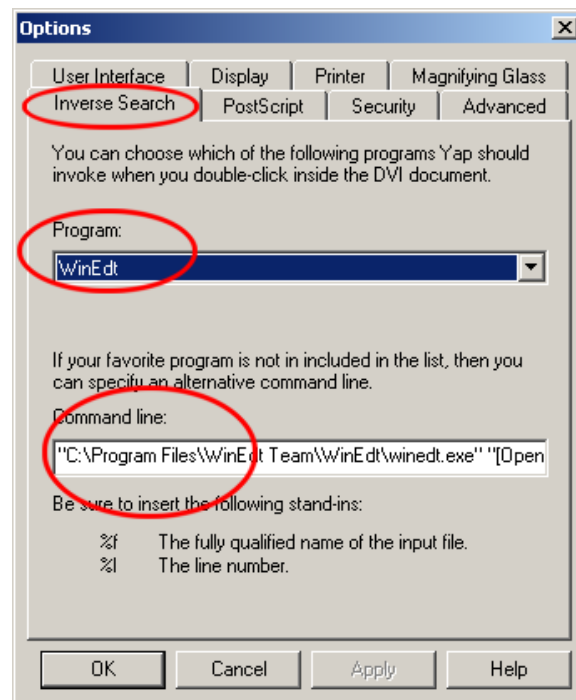 Options
User Interface Display Printer Magnifying Glass
Inverse Search PostScript Security Advanced
You can choose which of the following programs Yap should
invoke when you double-click inside the DVI document.
Program:
WinEdt
If your favorite program is not in included in the list, then you
can specify an alternative command line.
Command line:
"C:\Program Files\WinEdt Team\WinEdt\winedt.exe" "[Open
Be sure to insert the following stand-ins:
%f The fully qualified name of the input file.
%l The line number.
OK Cancel Apply Help